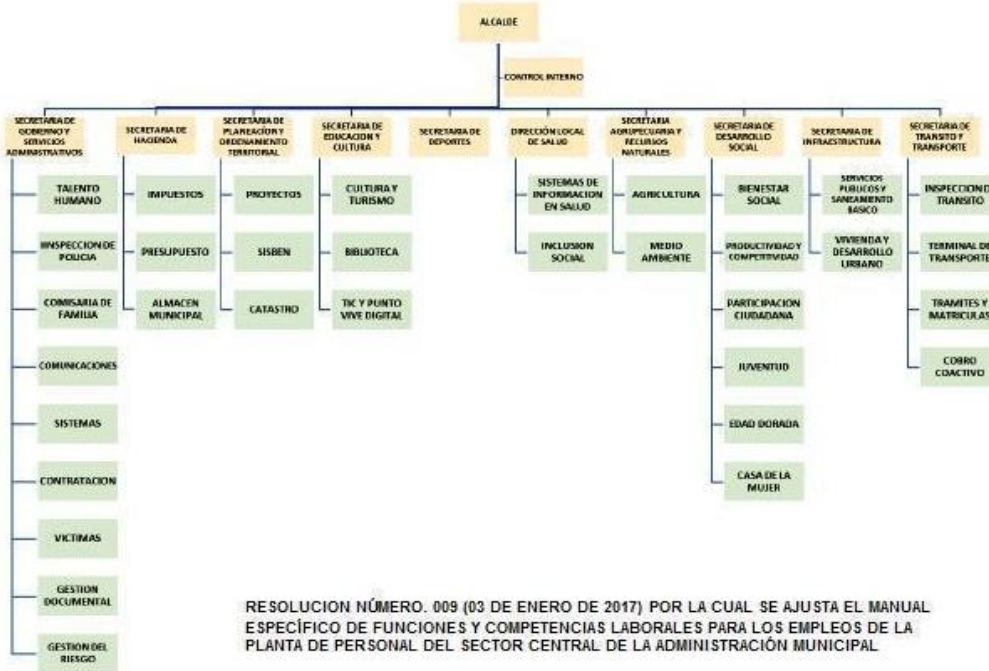 ALCALDE
CONTROL INTERNO
SECRETARIA DE
GOBIERNO Y
SERVICIOS
ADMINISTRATIVOS
TALENTO
HUMANO
IINSPECCION DE
POLICIA
COMISARIA DE
FAMILIA
COMUNICACIONES
SISTEMAS
CONTRATACION
VICTIMAS
GESTION
DOCUMENTAL
GESTION DEL
RIESGO
SECRETARIA DE
HACIENDA
IMPUESTOS
PRESUPUESTO
ALMACEN
MUNICIPAL
SECRETARIA DE
PLANEACION Y
ORDENAMIENTO
TERRITORIAL
PROYECTOS
SISBEN
CATASTRO
SECRETARIA DE
EDUCACION Y
CULTURA
CULTURA Y
TURISMO
BIBLIOTECA
TIC Y PUNTO
VIVE DIGITAL
SECRETARIA DE
DEPORTES
DIRECCIÓN LOCAL
DE SALUD
SISTEMAS DE
INFORMACION
EN SALUD
INCLUSION
SOCIAL
SECRETARIA
AGROPECUARIA Y
RECURSOS
NATURALES
AGRICULTURA
MEDIO
AMBIENTE
SECRETARIA DE
DESARROLLO
SOCIAL
BIENESTAR
SOCIAL
PRODUCTIVIDAD Y
COMPETITIVIDAD
PARTICIPACION
CIUDADANA
JUVENTUD
EDAD DORADA
CASA DE LA
MUJER
SECRETARIA DE
INFRAESTRUCTURA
SERVICIOS
PUBLICOS Y
SANEAMIENTO
BÁSICO
VIVIENDA Y
DESARROLLO
URBANO
SECRETARIA DE
TRANSITO Y
TRANSPORTE
INSPECCION D
TRANSITO
TERMINAL DE
TRANSPORTE
TRAMITES Y
MATRICULAS
COBRO
COACTIVO
RESOLUCION NÚMERO. 009 (03 DE ENERO DE 2017) POR LA CUAL SE AJUSTA EL MANUAL
ESPECÍFICO DE FUNCIONES Y COMPETENCIAS LABORALES PARA LOS EMPLEOS DE LA
PLANTA DE PERSONAL DEL SECTOR CENTRAL DE LA ADMINISTRACIÓN MUNICIPAL